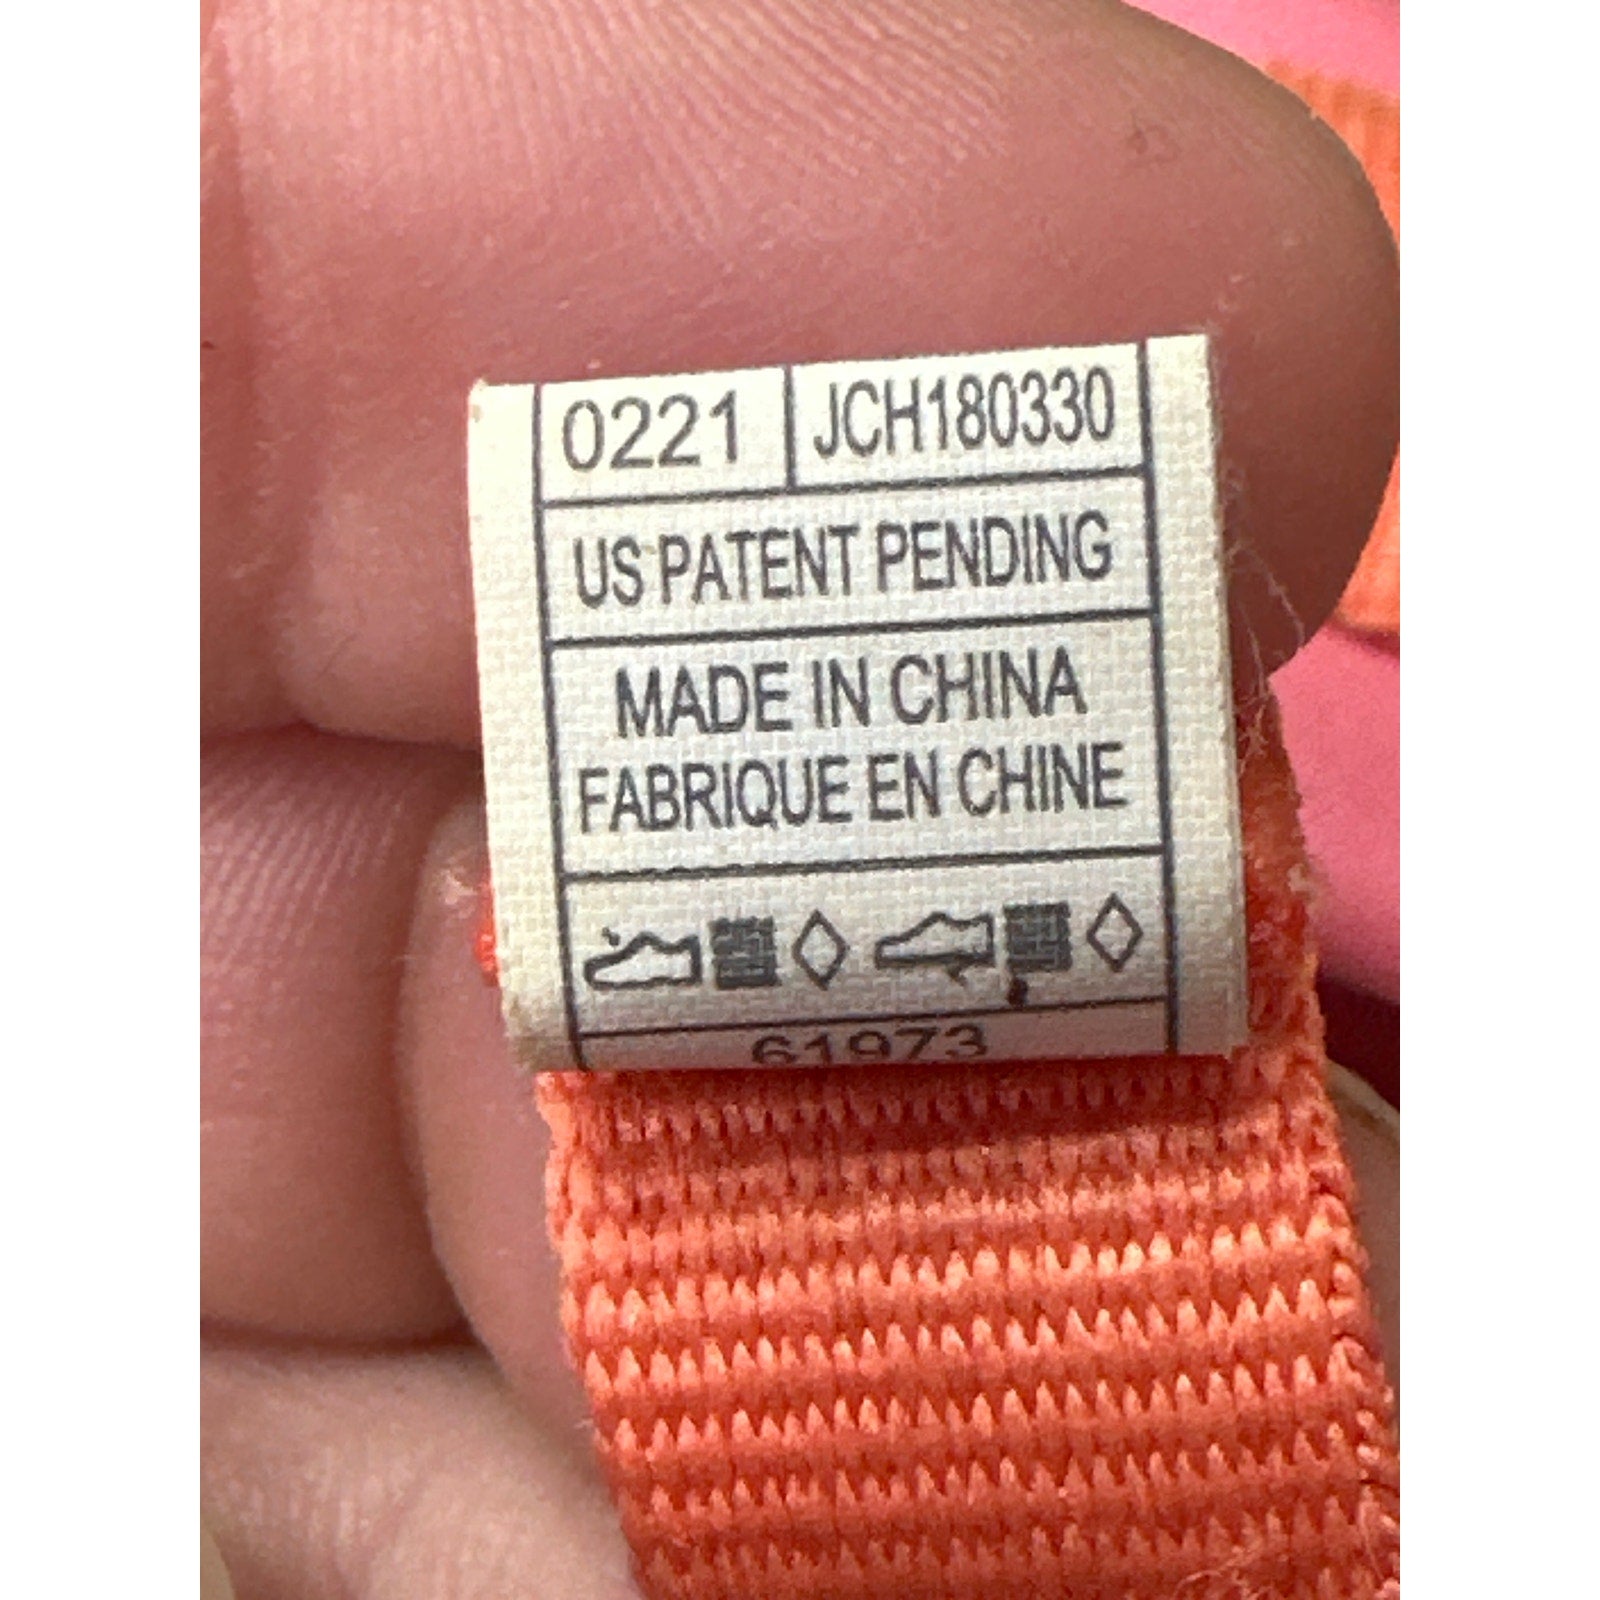 0221 JCH180330
US PATENT PENDING
MADE IN CHINA
FABRIQUE EN CHINE
61973